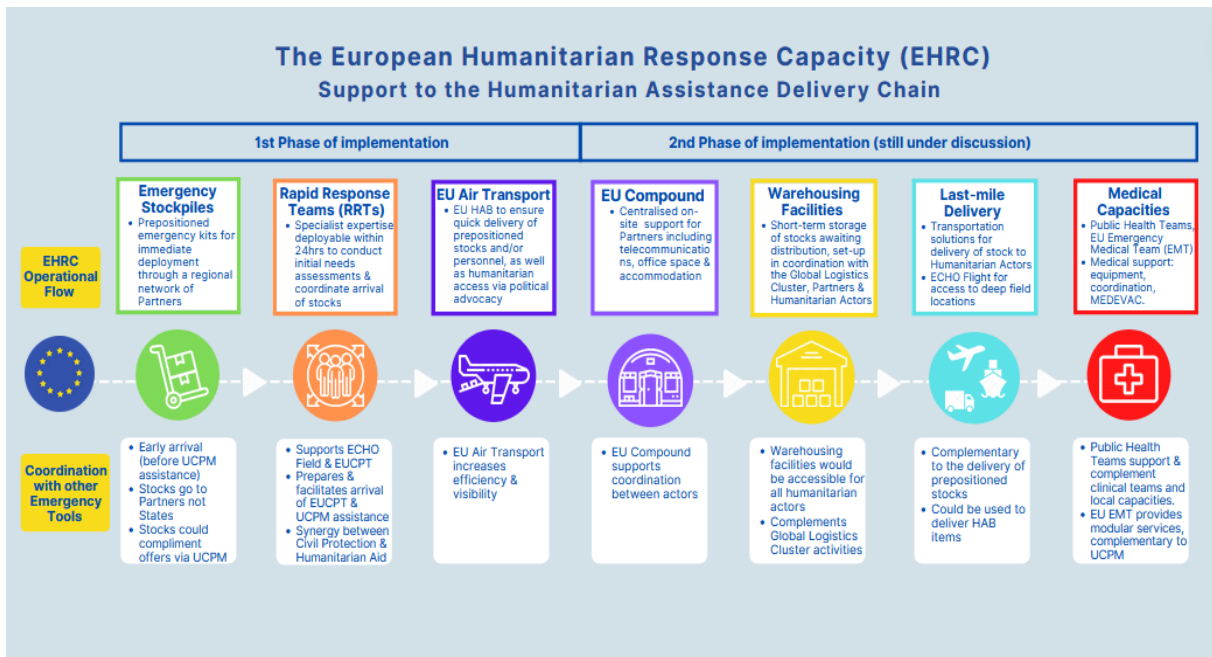 The European Humanitarian Response Capacity (EHRC)
Support to the Humanitarian Assistance Delivery Chain
1st Phase of implementation
2nd Phase of implementation (still under discussion)
EHRC
Operational
Flow
Emergency
Stockpiles
• Prepositioned
emergency kits for
immediate
deployment
through a regional
network of
Partners
Rapid Response
Teams (RRTs)
• Specialist expertise
deployable within
24hrs to conduct
initial needs
assessments &
coordinate arrival
of stocks
EU Air Transport
• EU HAB to ensure
quick delivery of
prepositioned
stocks and/or
personnel, as well
as humanitarian
access via political
advocacy
EU Compound
• Centralised on-
site support for
Partners including
telecommunicatio
ns, office space &
accommodation
Warehousing
Facilities
• Short-term storage
of stocks awaiting
distribution, set-up
in coordination with
the Global Logistics
Cluster, Partners &
Humanitarian Actors
Last-mile
Delivery
• Transportation
solutions for
delivery of stock to
Humanitarian Actors
• ECHO Flight for
access to deep field
locations
Medical
Capacities
• Public Health Teams,
EU Emergency
Medical Team (EMT)
• Medical support:
equipment,
coordination,
MEDEVAC.
Coordination
with other
Emergency
Tools
• Early arrival
(before UCPM
assistance)
• Stocks go to
Partners not
States
• Stocks could
compliment
offers via UCPM
• Supports ECHO
Field & EUCPT
• Prepares &
facilitates arrival
of EUCPT &
UCPM assistance
• Synergy between
Civil Protection &
Humanitarian Aid
• EU Air Transport
increases
efficiency &
visibility
• EU Compound
supports
coordination
between actors
• Warehousing
facilities would
be accessible for
all humanitarian
actors
• Complements
Global Logistics
Cluster activities
• Complementary
to the delivery of
prepositioned
stocks
• Could be used to
deliver HAB
items
• Public Health
Teams support &
complement
clinical teams and
local capacities.
• EU EMT provides
modular services,
complementary to
UCPM